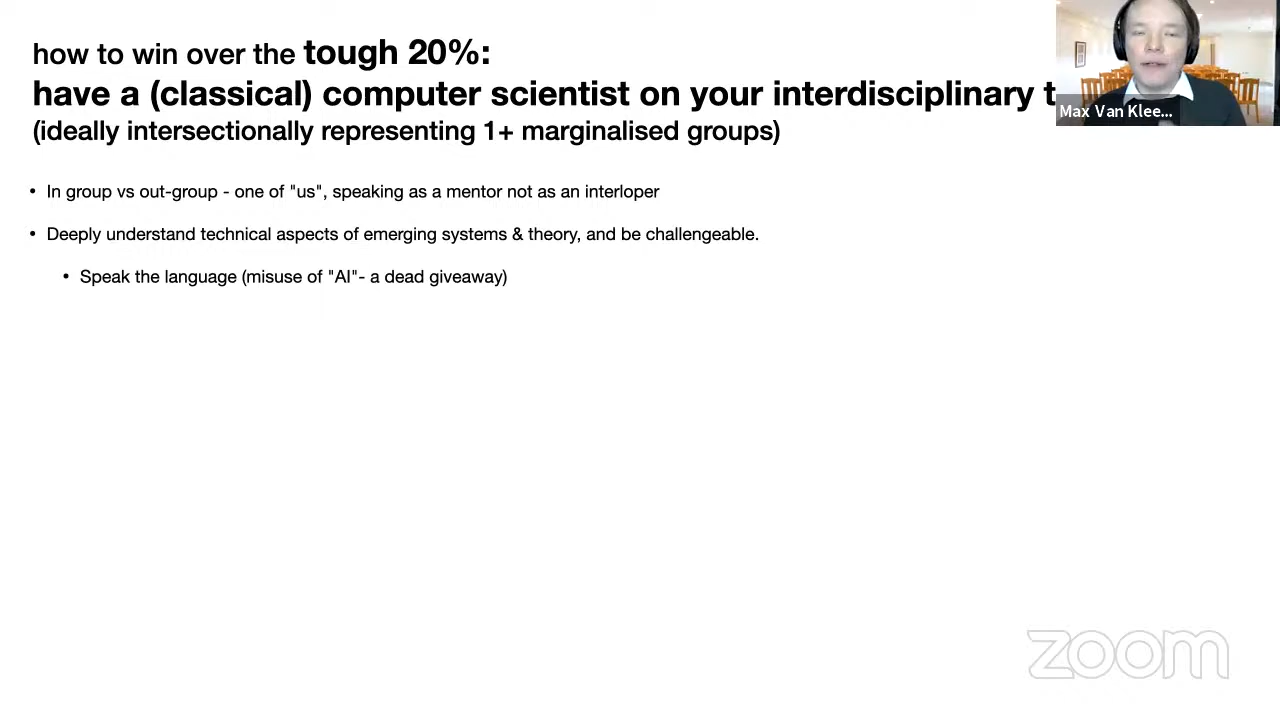 how to win over the tough 20%:
have a (classical) computer scientist on your interdisciplinary t
(ideally intersectionally representing 1+ marginalised groups)
Max Van Klee...
• In group vs out-group - one of "us", speaking as a mentor not as an interloper
• Deeply understand technical aspects of emerging systems & theory, and be challengeable.
• Speak the language (misuse of "AI"- a dead giveaway)
zoom